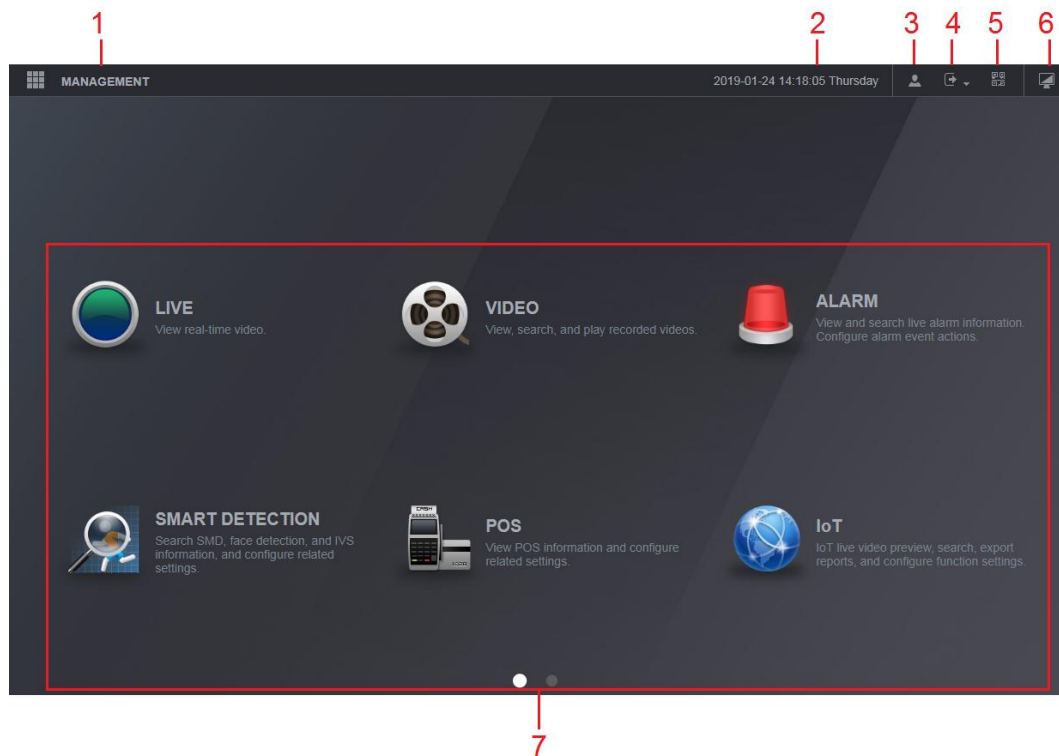 1
2
3
4
5
6
MANAGEMENT
2019-01-24 14:18:05 Thursday
LIVE
View real-time video.
VIDEO
View, search, and play recorded videos.
ALARM
View and search live alarm information.
Configure alarm event actions.
SMART DETECTION
Search SMD, face detection, and IVS
information, and configure related
settings.
CASH
POS
View POS information and configure
related settings.
IoT
IoT live video preview, search, export
reports, and configure function settings.
7